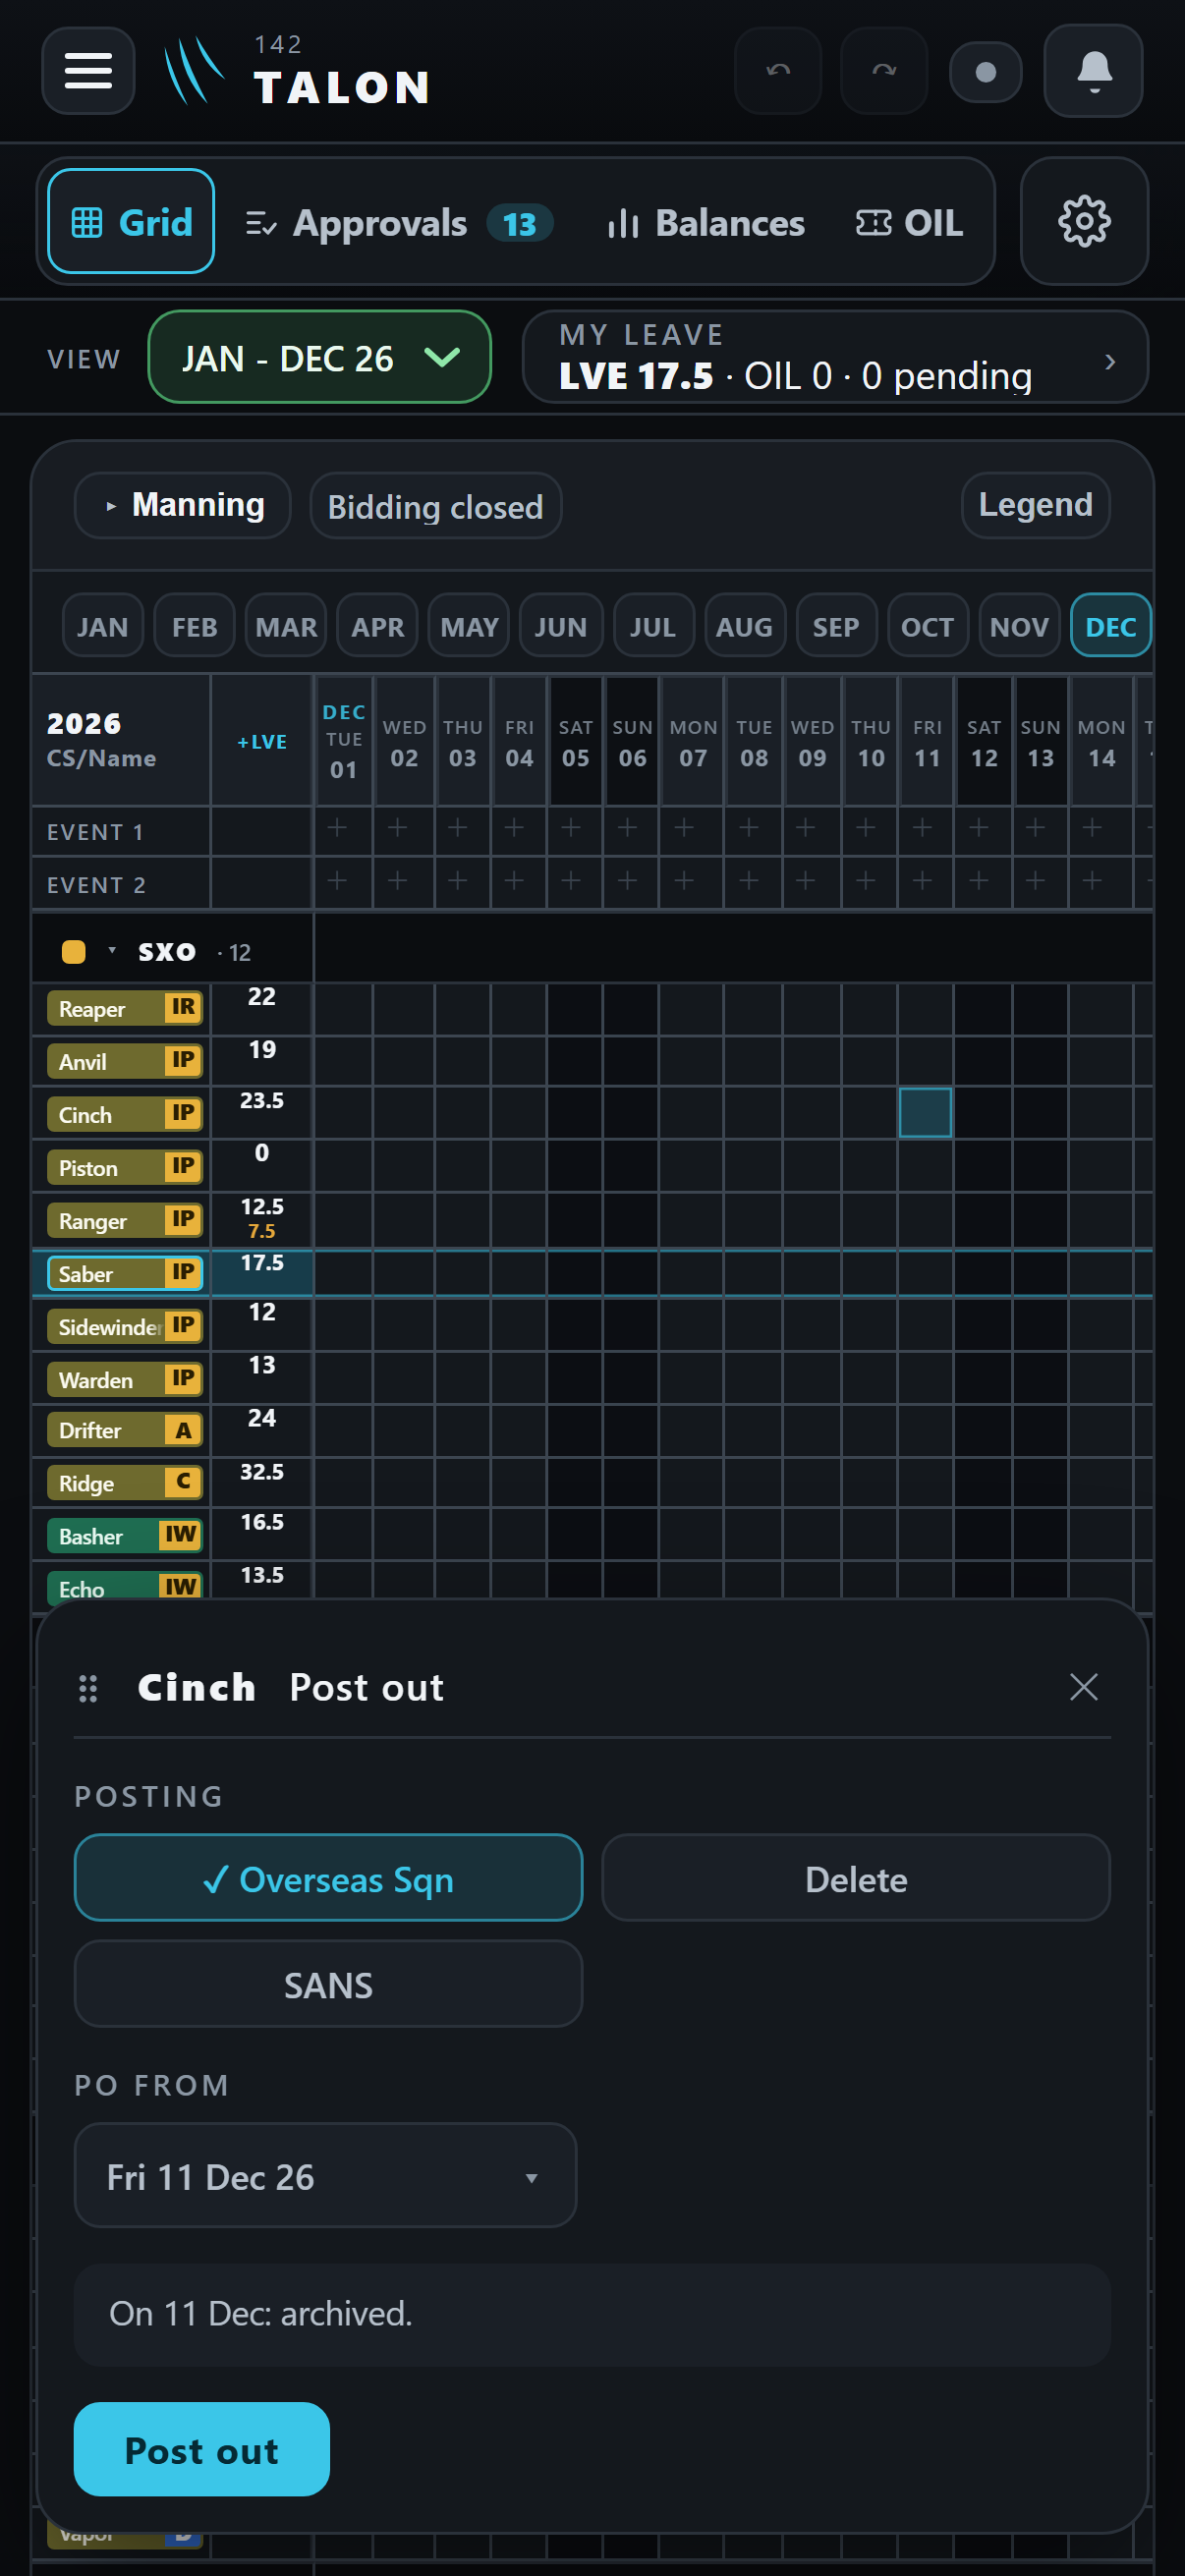 142
TALON
Grid
Approvals 13
Balances
OIL
VIEW
JAN - DEC 26
MY LEAVE
LVE 17.5 · OIL 0 · 0 pending
Manning
Bidding closed
Legend
JAN FEB MAR APR MAY JUN JUL AUG SEP OCT NOV DEC
2026
CS/Name
+LVE
DEC TUE 01
WED 02
THU 03
FRI 04
SAT 05
SUN 06
MON 07
TUE 08
WED 09
THU 10
FRI 11
SAT 12
SUN 13
MON 14
EVENT 1
EVENT 2
SXO · 12
Reaper IR 22
Anvil IP 19
Cinch IP 23.5
Piston IP 0
Ranger IP 12.5
7.5
Saber IP 17.5
Sidewinder IP 12
Warden IP 13
Drifter A 24
Ridge C 32.5
Basher IW 16.5
Echo IW 13.5
Cinch Post out
POSTING
✓ Overseas Sqn
Delete
SANS
PO FROM
Fri 11 Dec 26
On 11 Dec: archived.
Post out